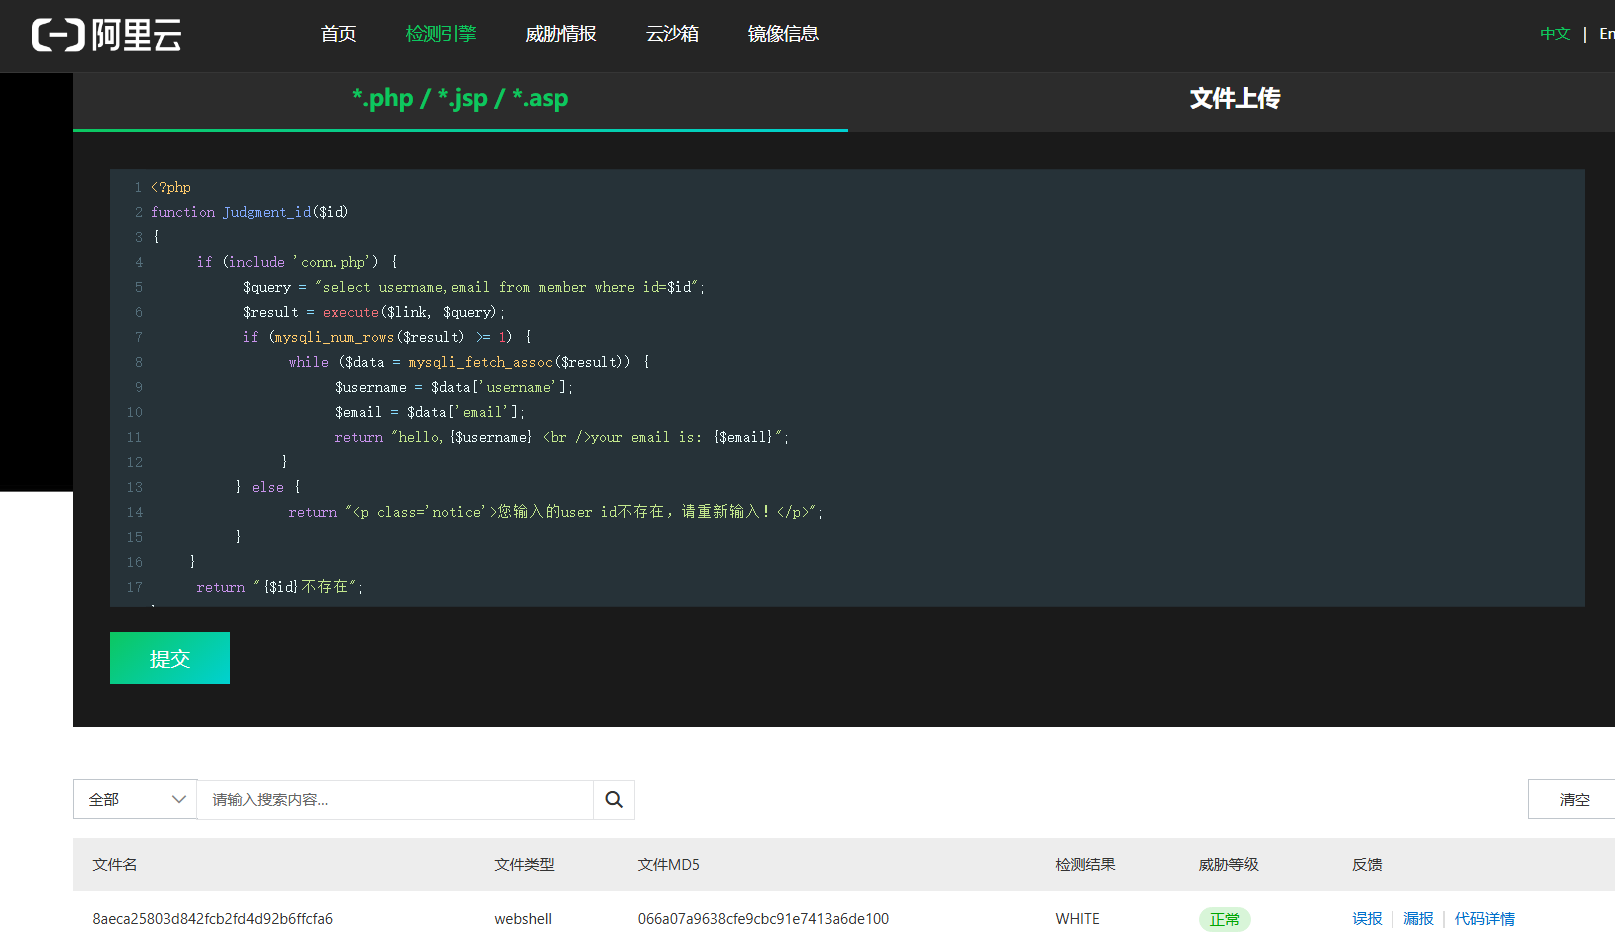 阿里云 首页 检测引擎 威胁情报 云沙箱 镜像信息 中文 | En
*.php / *.jsp / *.asp 文件上传
1 <?php
2 function Judgment_id($id)
3 {
4 if (include 'conn.php') {
5 $query = "select username,email from member where id=$id";
6 $result = execute($link, $query);
7 if (mysqli_num_rows($result) >= 1) {
8 while ($data = mysqli_fetch_assoc($result)) {
9 $username = $data['username'];
10 $email = $data['email'];
11 return "hello,{$username} <br />your email is: {$email}";
12 }
13 } else {
14 return "<p class='notice'>您输入的user id不存在，请重新输入！</p>";
15 }
16 }
17 return "{$id}不存在";
提交
全部 请输入搜索内容... 清空
文件名 文件类型 文件MD5 检测结果 威胁等级 反馈
8aeca25803d842fcb2fd4d92b6ffcfa6 webshell 066a07a9638cfe9cbc91e7413a6de100 WHITE 正常 误报 | 漏报 | 代码详情